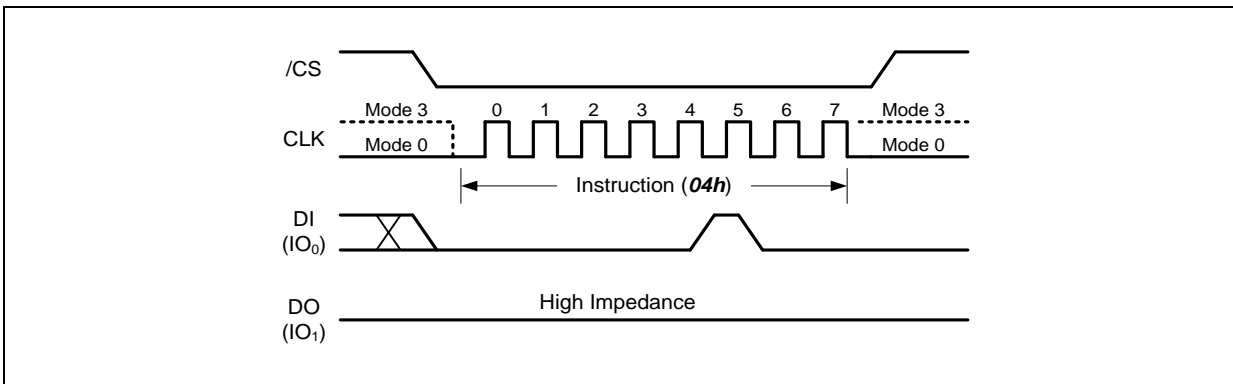 /CS
Mode 3 0 1 2 3 4 5 6 7 Mode 3
CLK
Mode 0 Mode 0
Instruction (04h)
DI
(IO₀)
High Impedance
DO
(IO₁)